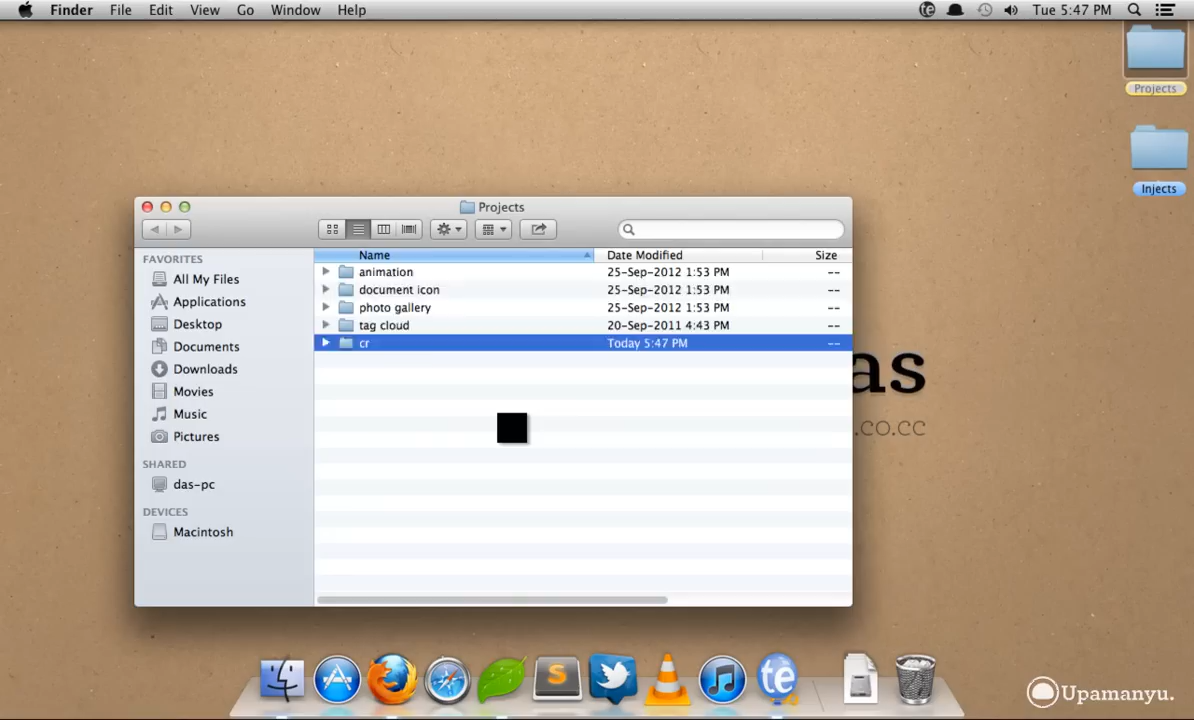 Finder File Edit View Go Window Help Tue 5:47 PM
Projects
Injects
Projects
FAVORITES
All My Files
Applications
Desktop
Documents
Downloads
Movies
Music
Pictures
SHARED
das-pc
DEVICES
Macintosh
Name Date Modified Size
animation 25-Sep-2012 1:53 PM --
document icon 25-Sep-2012 1:53 PM --
photo gallery 25-Sep-2012 1:53 PM --
tag cloud 20-Sep-2011 4:43 PM --
cr Today 5:47 PM --
as
.co.cc
S
te
Upamanyu.